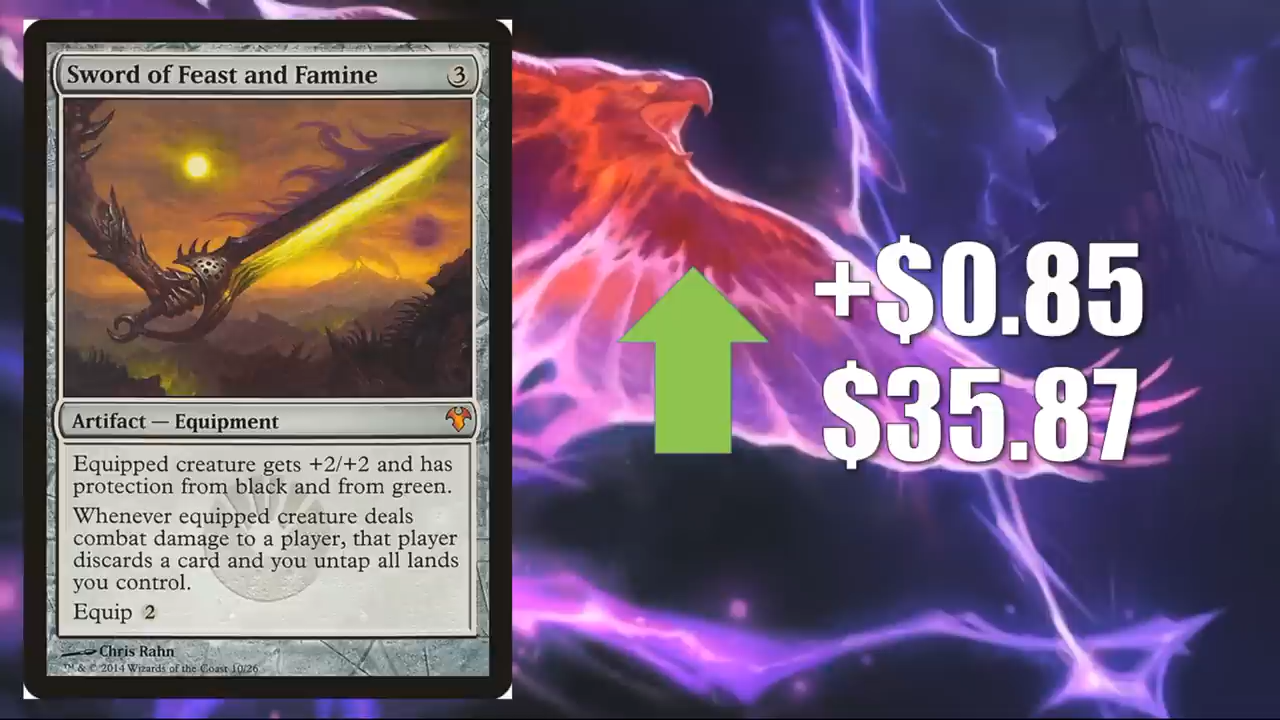 Sword of Feast and Famine 3
Artifact — Equipment
Equipped creature gets +2/+2 and has
protection from black and from green.
Whenever equipped creature deals
combat damage to a player, that player
discards a card and you untap all lands
you control.
Equip 2
Chris Rahn
™ & © 2014 Wizards of the Coast 10/26
+$0.85
$35.87